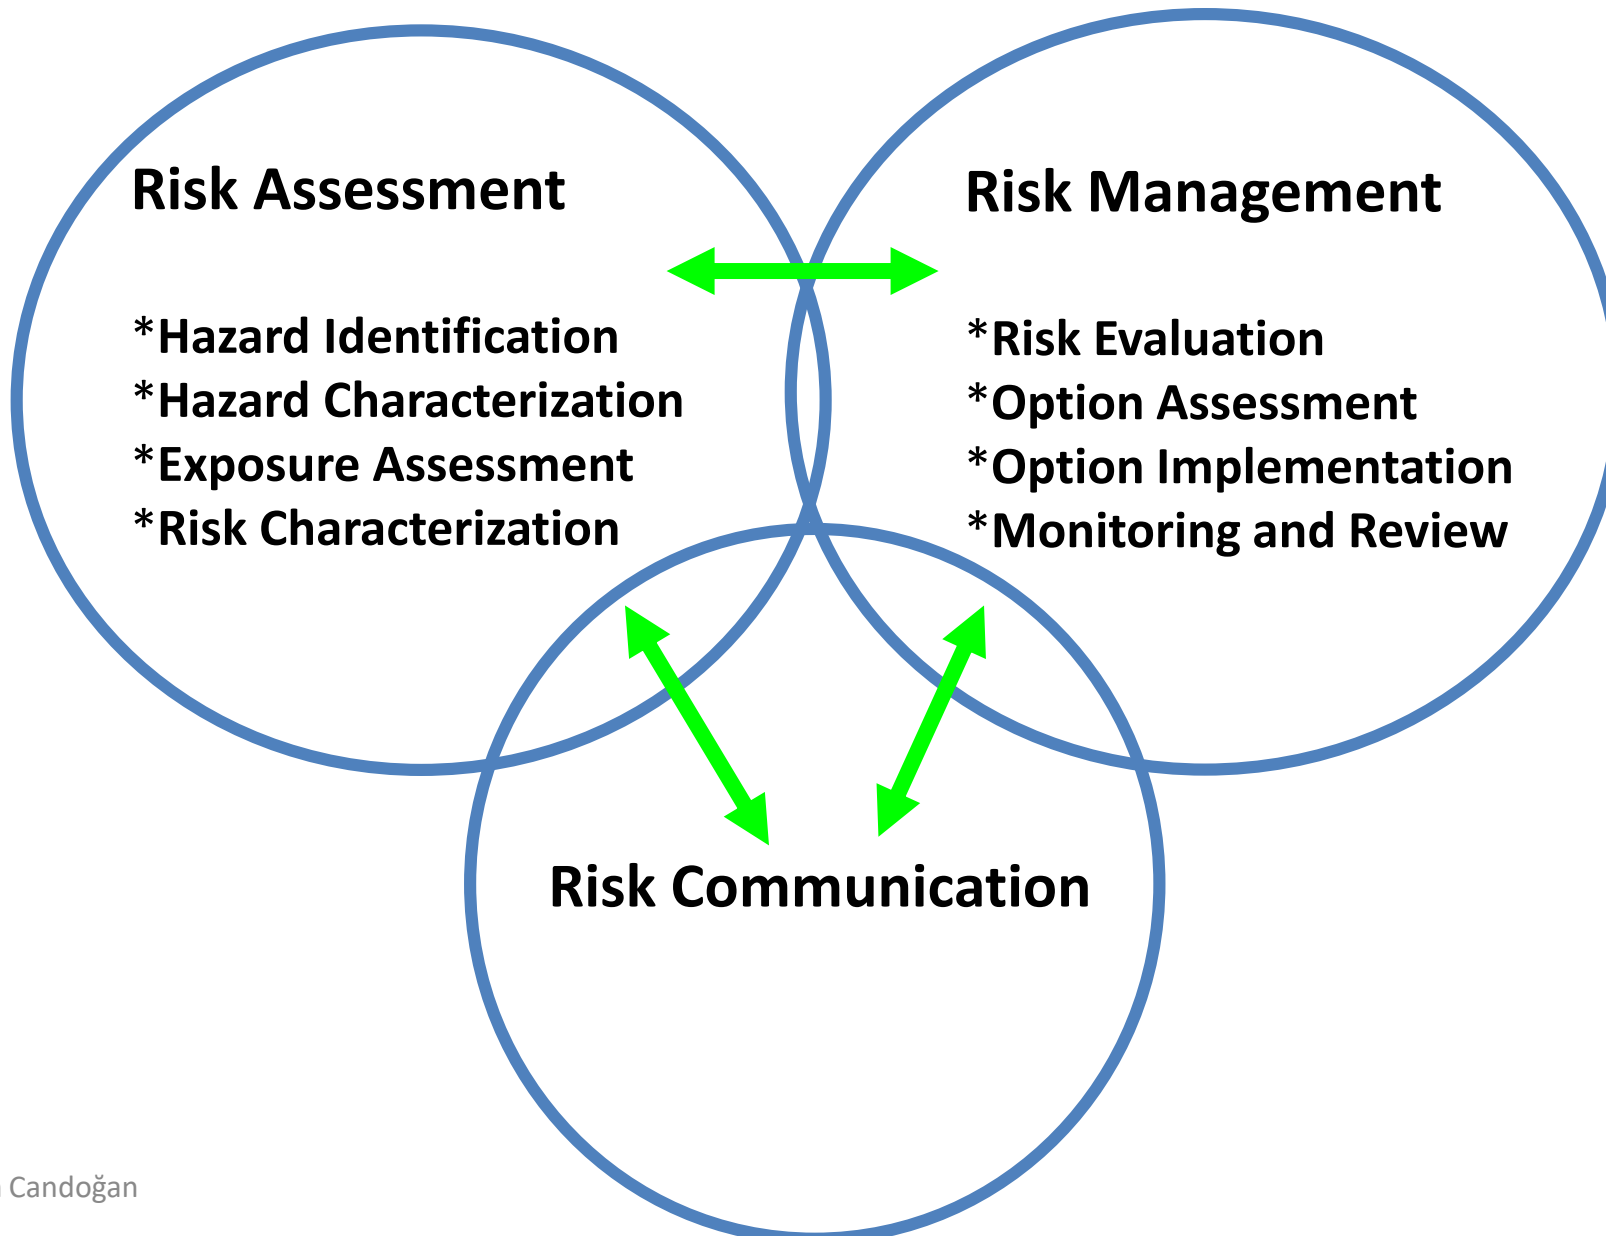 Risk Assessment
*Hazard Identification
*Hazard Characterization
*Exposure Assessment
*Risk Characterization
Risk Management
*Risk Evaluation
*Option Assessment
*Option Implementation
*Monitoring and Review
Risk Communication
Candoğan